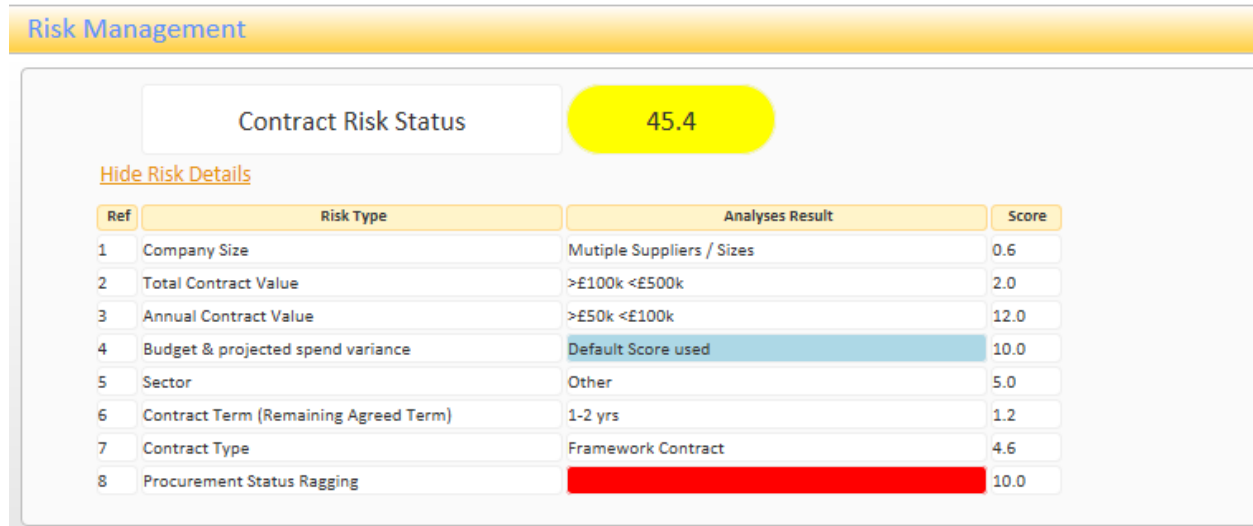 Risk Management
Contract Risk Status 45.4
Hide Risk Details
Ref Risk Type Analyses Result Score
1 Company Size Mutiple Suppliers / Sizes 0.6
2 Total Contract Value >£100k <£500k 2.0
3 Annual Contract Value >£50k <£100k 12.0
4 Budget & projected spend variance Default Score used 10.0
5 Sector Other 5.0
6 Contract Term (Remaining Agreed Term) 1-2 yrs 1.2
7 Contract Type Framework Contract 4.6
8 Procurement Status Ragging 10.0